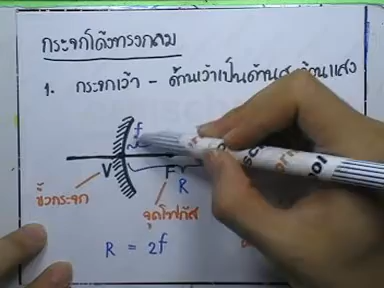 กระจกโค้งทรงกลม
1. กระจกเว้า - ด้านเว้าเป็นด้านสะท้อนแสง
f
V F
R
ขั้วกระจก จุดโฟกัส
R = 2f